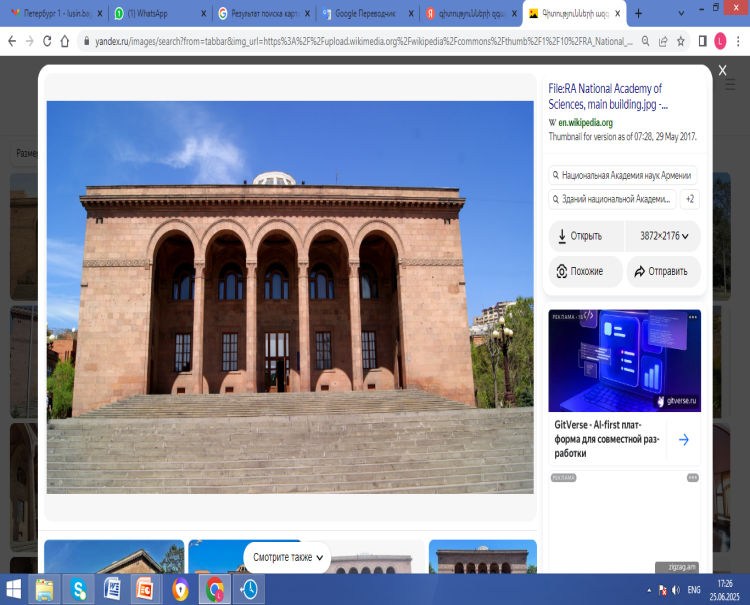 Петербург 1 - lusin.ba
(1) WhatsApp
Результат поиска карт
Google Переводчик
գիտությունների ազգա
Գիտությունների ազգ
yandex.ru/images/search?from=tabbar&img_url=https%3A%2F%2Fupload.wikimedia.org%2Fwikipedia%2Fcommons%2Fthumb%2F1%2F10%2FRA_National_...
L
Разме
File:RA National Academy of
Sciences, main building.jpg -...
W en.wikipedia.org
Thumbnail for version as of 07:28, 29 May 2017.
Национальная Академия наук Армении
Зданий национальной Академи...
+2
Открыть
3872×2176
Похожие
Отправить
РЕКЛАМА
gitverse.ru
GitVerse - AI-first плат-
форма для совместной раз-
работки
РЕКЛАМА
zigzag.am
Смотрите также
ENG
17:26
25.06.2025